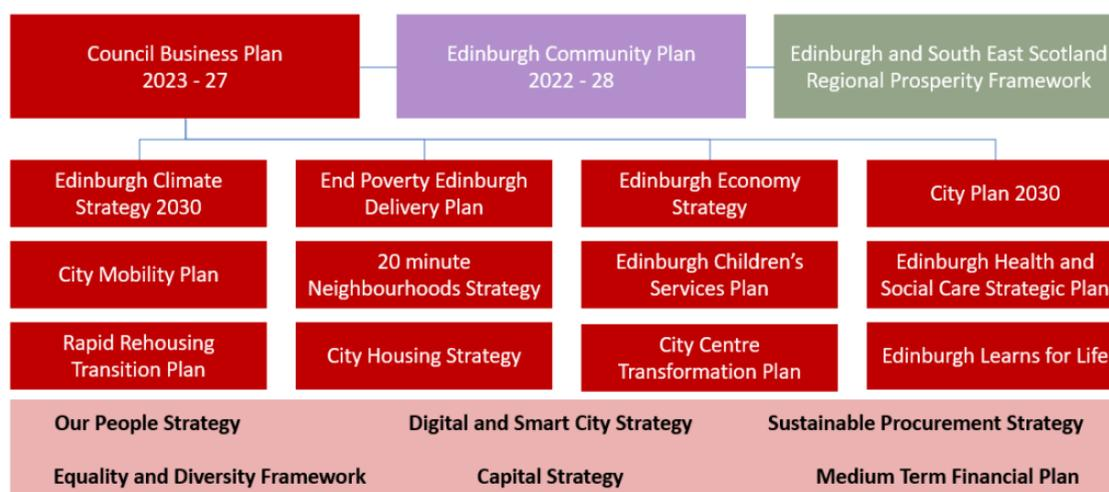 Council Business Plan
2023 - 27
Edinburgh Community Plan
2022 - 28
Edinburgh and South East Scotland
Regional Prosperity Framework
Edinburgh Climate
Strategy 2030
End Poverty Edinburgh
Delivery Plan
Edinburgh Economy
Strategy
City Plan 2030
City Mobility Plan
20 minute
Neighbourhoods Strategy
Edinburgh Children's
Services Plan
Edinburgh Health and
Social Care Strategic Plan
Rapid Rehousing
Transition Plan
City Housing Strategy
City Centre
Transformation Plan
Edinburgh Learns for Life
Our People Strategy
Digital and Smart City Strategy
Sustainable Procurement Strategy
Equality and Diversity Framework
Capital Strategy
Medium Term Financial Plan